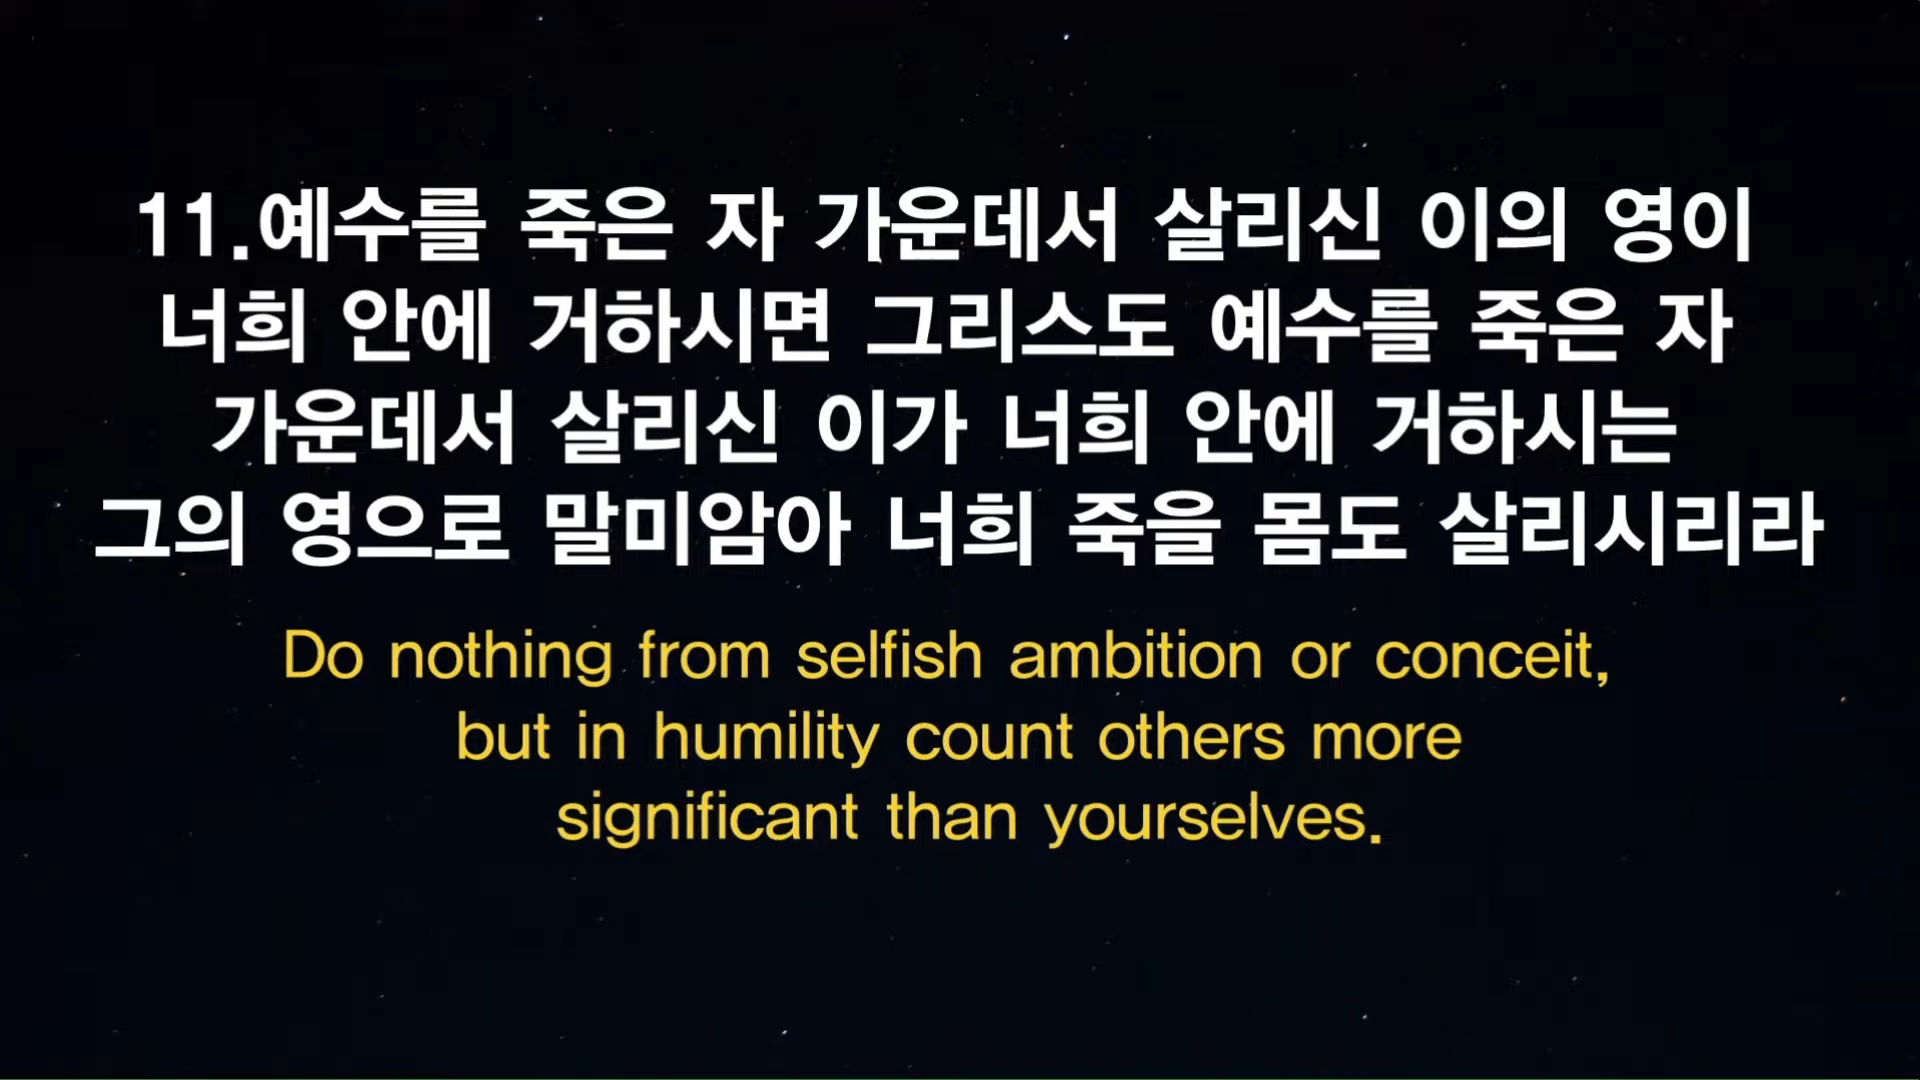 11.예수를 죽은 자 가운데서 살리신 이의 영이
너희 안에 거하시면 그리스도 예수를 죽은 자
가운데서 살리신 이가 너희 안에 거하시는
그의 영으로 말미암아 너희 죽을 몸도 살리시리라
Do nothing from selfish ambition or conceit,
but in humility count others more
significant than yourselves.